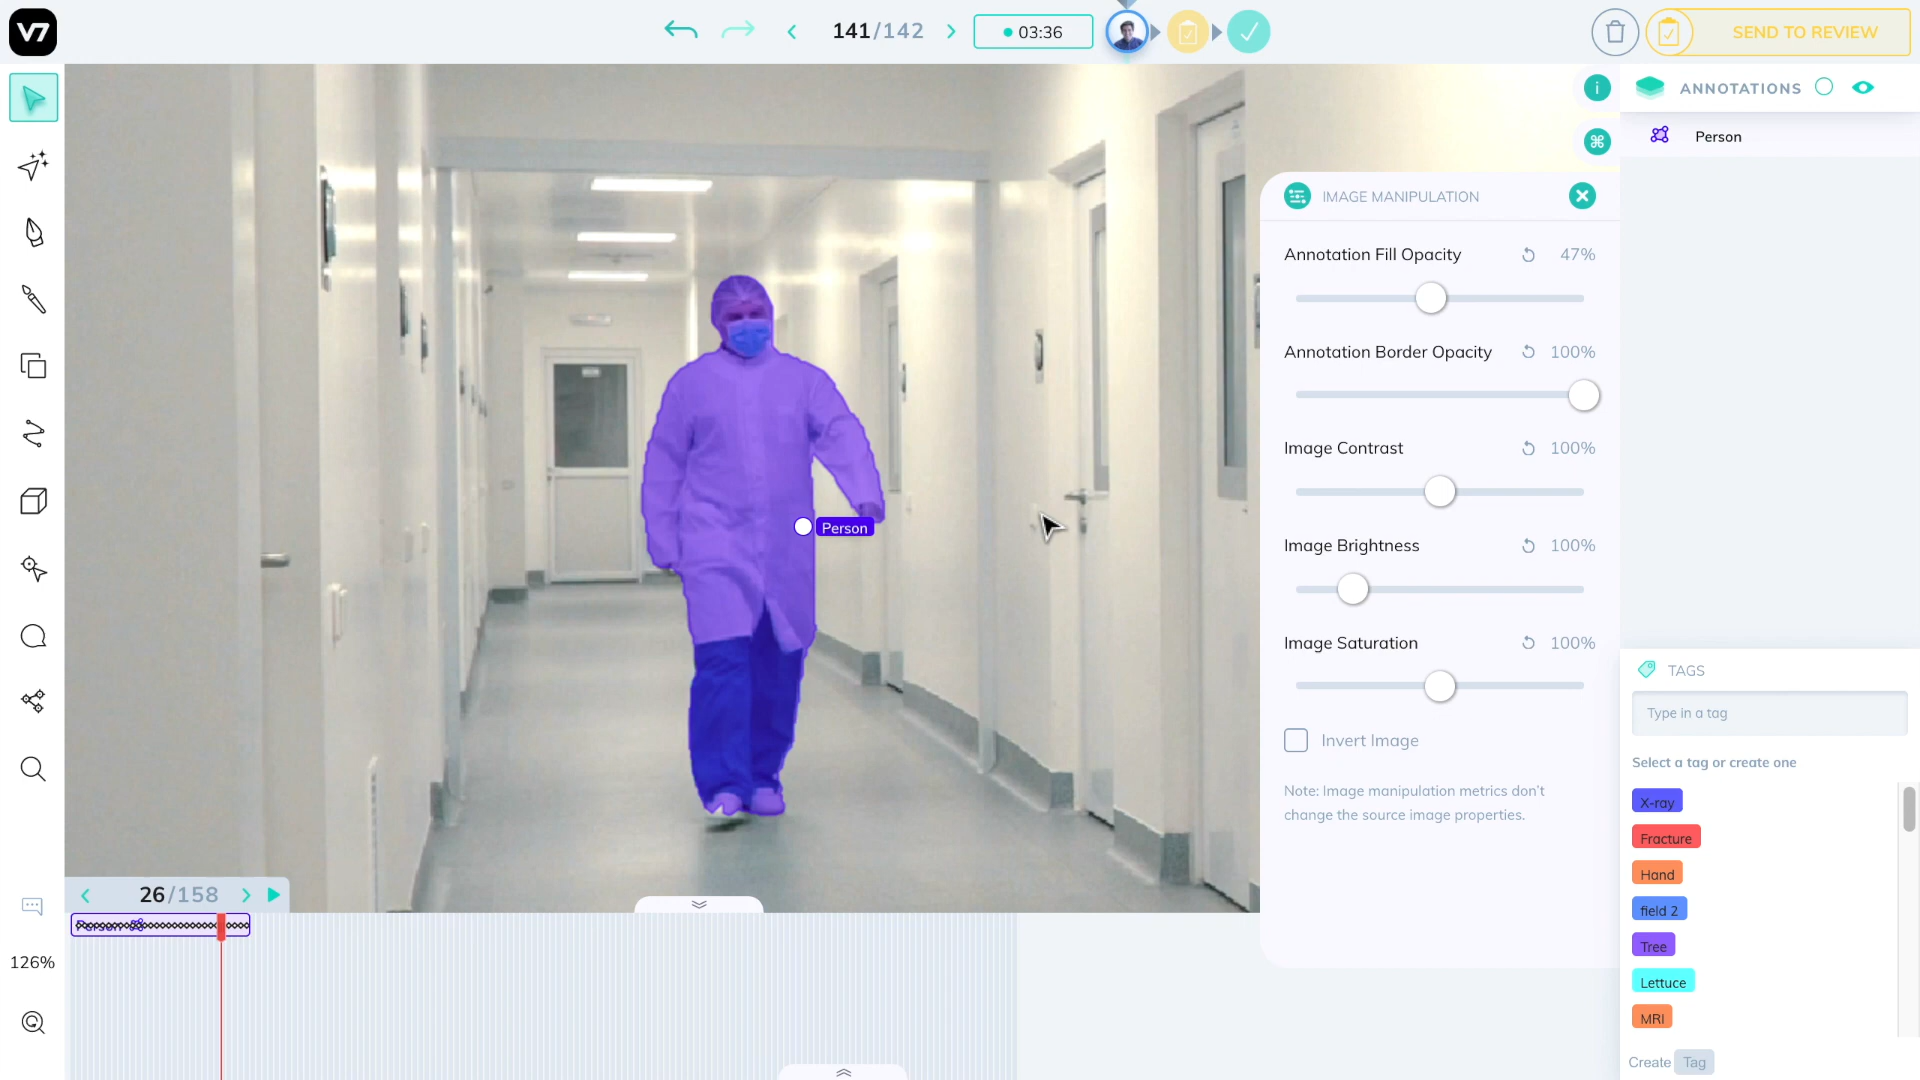 V7
141/142
03:36
SEND TO REVIEW
ANNOTATIONS
Person
IMAGE MANIPULATION
Annotation Fill Opacity 47%
Annotation Border Opacity 100%
Image Contrast 100%
Image Brightness 100%
Image Saturation 100%
Invert Image
Note: Image manipulation metrics don't
change the source image properties.
Person
TAGS
Type in a tag
Select a tag or create one
X-ray
Fracture
Hand
field 2
Tree
Lettuce
MRI
Create Tag
26/158
Person
126%